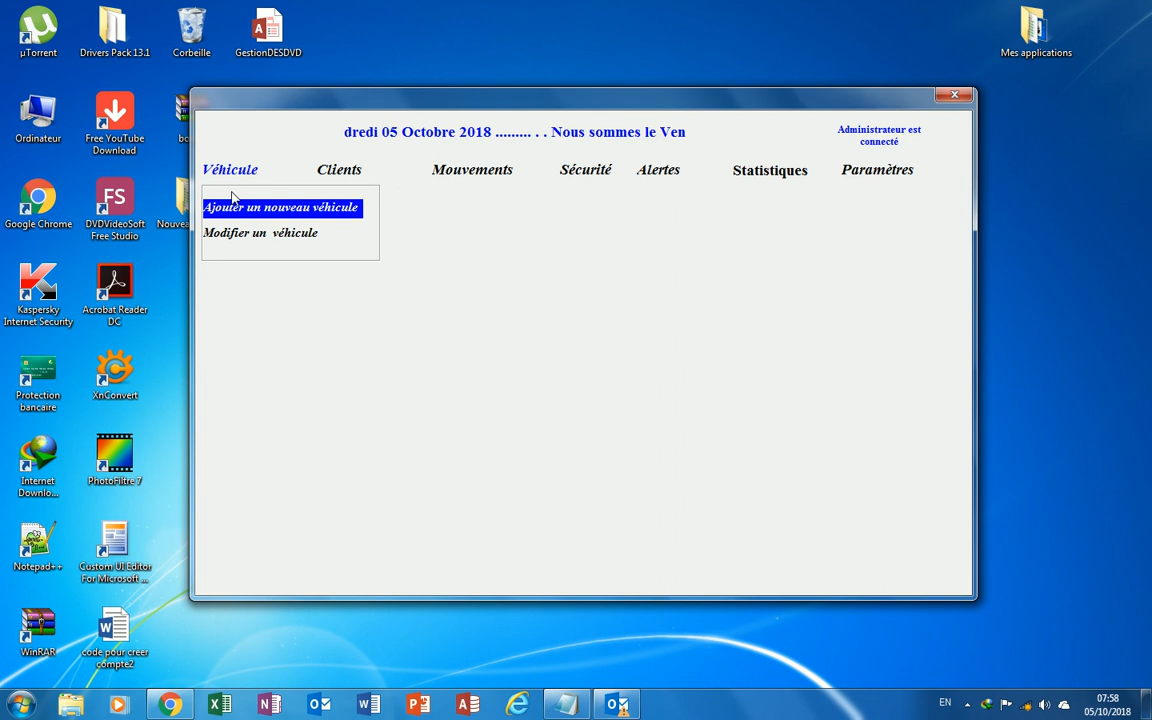 µTorrent
Drivers Pack 13.1
Corbeille
GestionDESDVD
Mes applications
Ordinateur
Free YouTube
Download
bo
Google Chrome
DVDVideoSoft
Free Studio
Nouvea
Kaspersky
Internet Security
Acrobat Reader
DC
Protection
bancaire
XnConvert
Internet
Downlo...
PhotoFiltre 7
Notepad++
Custom UI Editor
For Microsoft ...
WinRAR
code pour creer
compte2
dredi 05 Octobre 2018 ......... . . Nous sommes le Ven
Administrateur est
connecté
Véhicule Clients Mouvements Sécurité Alertes Statistiques Paramètres
Ajouter un nouveau véhicule
Modifier un véhicule
EN
07:58
05/10/2018